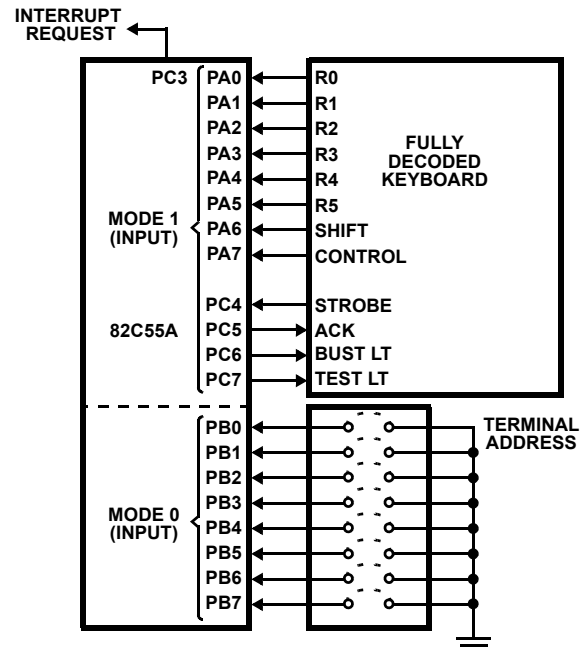 INTERRUPT
REQUEST
PC3 PA0 R0
PA1 R1
PA2 R2
PA3 R3
PA4 R4
PA5 R5
PA6 SHIFT
PA7 CONTROL
FULLY
DECODED
KEYBOARD
MODE 1
(INPUT)
PC4 STROBE
82C55A PC5 ACK
PC6 BUST LT
PC7 TEST LT
PB0
PB1
PB2
PB3
PB4
PB5
PB6
PB7
MODE 0
(INPUT)
TERMINAL
ADDRESS